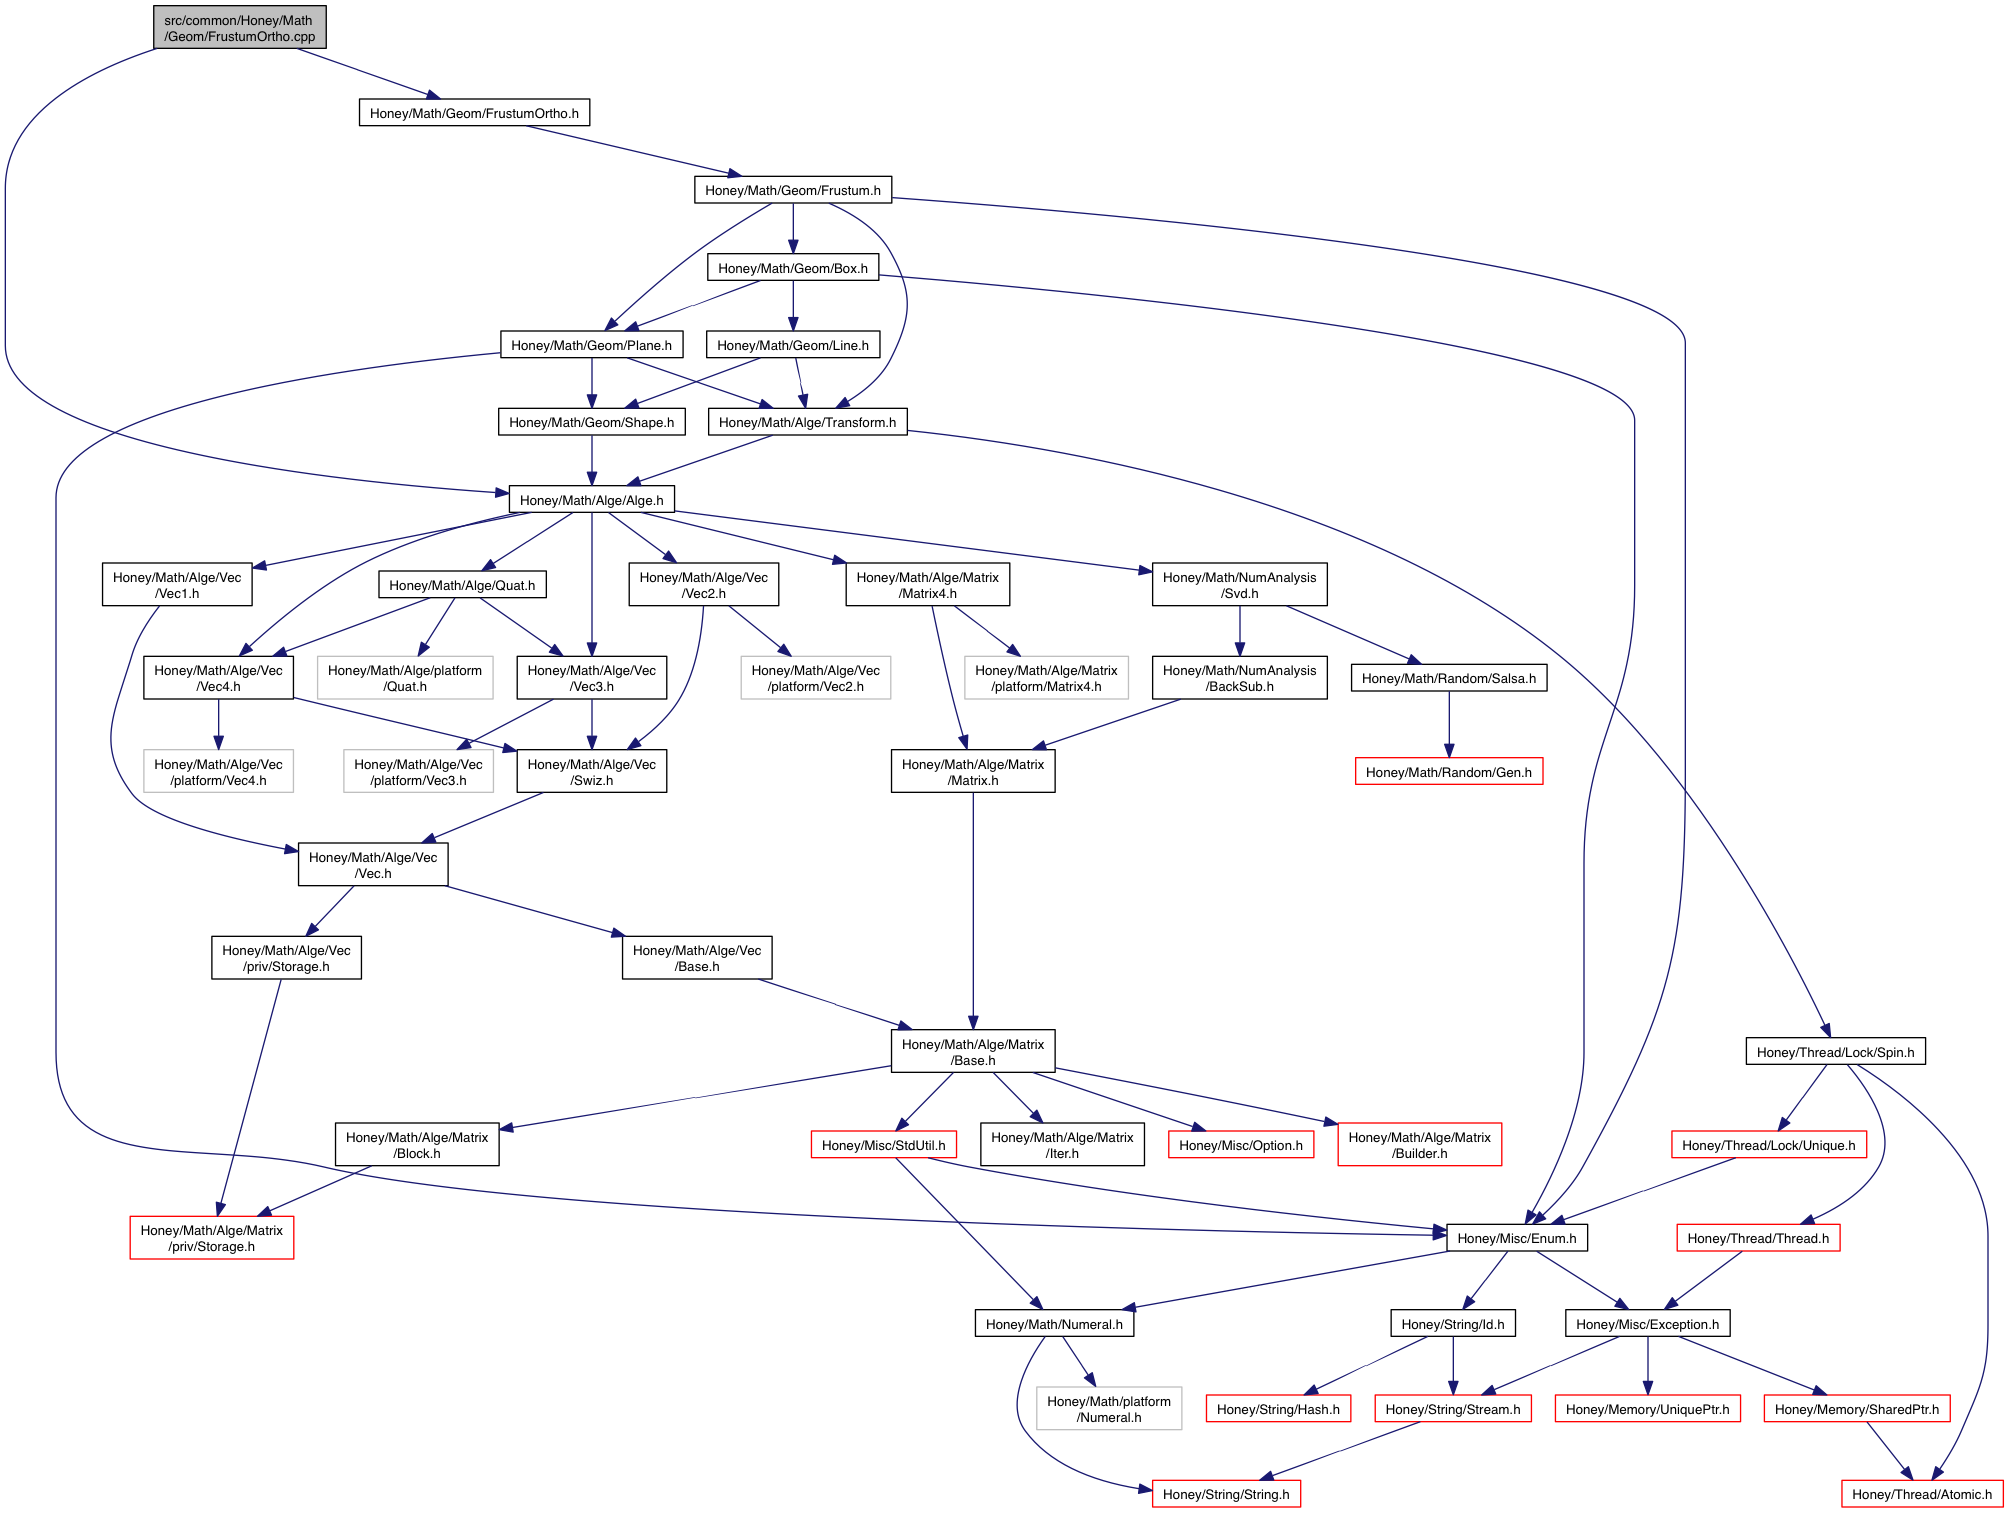 src/common/Honey/Math
/Geom/FrustumOrtho.cpp
Honey/Math/Geom/FrustumOrtho.h
Honey/Math/Geom/Frustum.h
Honey/Math/Geom/Box.h
Honey/Math/Geom/Plane.h
Honey/Math/Geom/Line.h
Honey/Math/Geom/Shape.h
Honey/Math/Alge/Transform.h
Honey/Math/Alge/Alge.h
Honey/Math/Alge/Vec
/Vec1.h
Honey/Math/Alge/Quat.h
Honey/Math/Alge/Vec
/Vec2.h
Honey/Math/Alge/Matrix
/Matrix4.h
Honey/Math/NumAnalysis
/Svd.h
Honey/Math/Alge/Vec
/Vec4.h
Honey/Math/Alge/platform
/Quat.h
Honey/Math/Alge/Vec
/Vec3.h
Honey/Math/Alge/Vec
/platform/Vec2.h
Honey/Math/Alge/Matrix
/platform/Matrix4.h
Honey/Math/NumAnalysis
/BackSub.h
Honey/Math/Random/Salsa.h
Honey/Math/Alge/Vec
/platform/Vec4.h
Honey/Math/Alge/Vec
/platform/Vec3.h
Honey/Math/Alge/Vec
/Swiz.h
Honey/Math/Alge/Matrix
/Matrix.h
Honey/Math/Random/Gen.h
Honey/Math/Alge/Vec
/Vec.h
Honey/Math/Alge/Vec
/priv/Storage.h
Honey/Math/Alge/Vec
/Base.h
Honey/Math/Alge/Matrix
/Base.h
Honey/Thread/Lock/Spin.h
Honey/Math/Alge/Matrix
/Block.h
Honey/Misc/StdUtil.h
Honey/Math/Alge/Matrix
/Iter.h
Honey/Misc/Option.h
Honey/Math/Alge/Matrix
/Builder.h
Honey/Thread/Lock/Unique.h
Honey/Math/Alge/Matrix
/priv/Storage.h
Honey/Misc/Enum.h
Honey/Thread/Thread.h
Honey/Math/Numeral.h
Honey/String/Id.h
Honey/Misc/Exception.h
Honey/Math/platform
/Numeral.h
Honey/String/Hash.h
Honey/String/Stream.h
Honey/Memory/UniquePtr.h
Honey/Memory/SharedPtr.h
Honey/String/String.h
Honey/Thread/Atomic.h